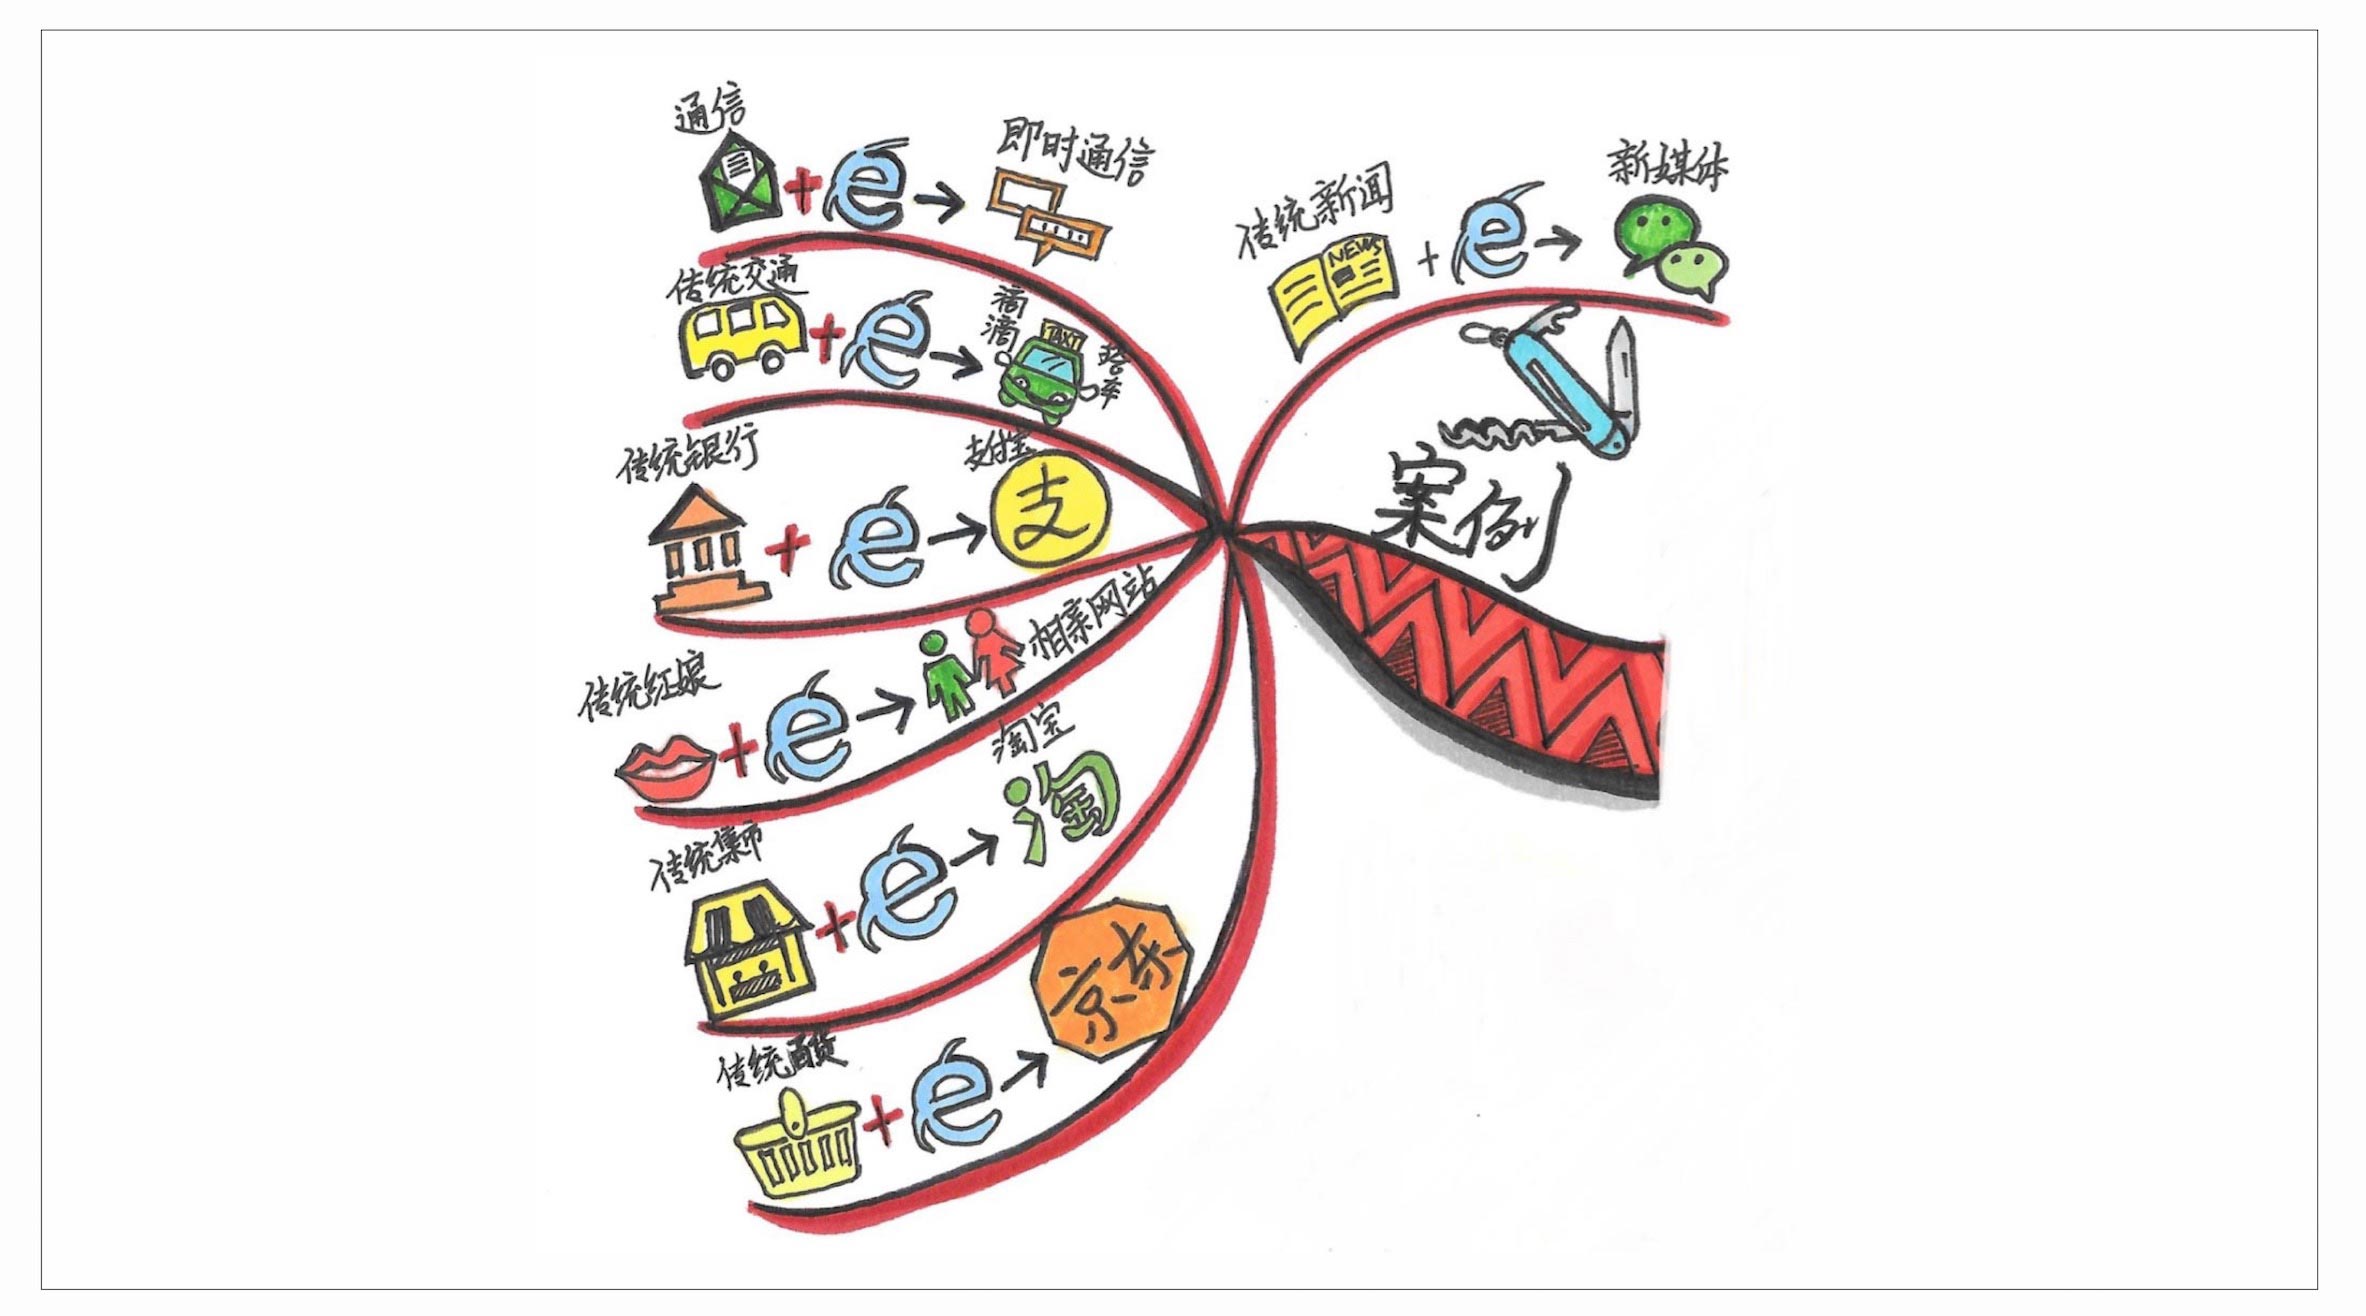 通信
即时通信
传统新闻
NEWS
新媒体
传统交通
滴滴
TAXI
搭车
传统银行
支付宝
支
案例
传统红娘
相亲网站
传统集市
淘宝
淘
传统百货
京东